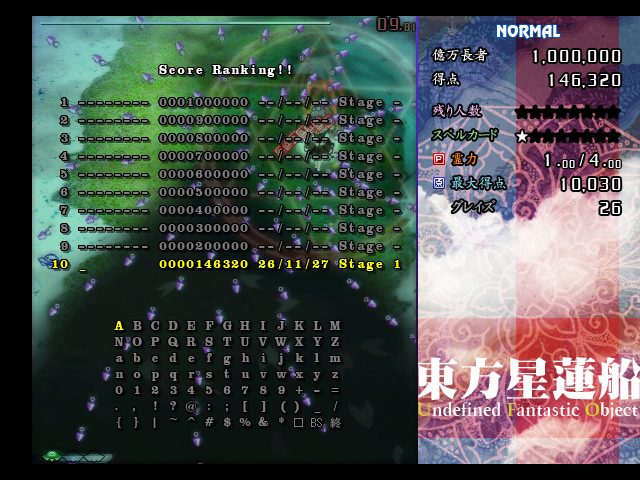 09.81
NORMAL
Score Ranking!!
億万長者 1,000,000
得点 146,320
残り人数
スペルカード
P 霊力 1.00/4.00
点 最大得点 10,030
グレイズ 26
1 -------- 0001000000 --/--/-- Stage -
2 -------- 0000900000 --/--/-- Stage -
3 -------- 0000800000 --/--/-- Stage -
4 -------- 0000700000 --/--/-- Stage -
5 -------- 0000600000 --/--/-- Stage -
6 -------- 0000500000 --/--/-- Stage -
7 -------- 0000400000 --/--/-- Stage -
8 -------- 0000300000 --/--/-- Stage -
9 -------- 0000200000 --/--/-- Stage -
10 _ 0000146320 26/11/27 Stage 1
A B C D E F G H I J K L M
N O P Q R S T U V W X Y Z
a b c d e f g h i j k l m
n o p q r s t u v w x y z
0 1 2 3 4 5 6 7 8 9 + - =
. , ! ? @ : ; [ ] ( ) _ /
{ } | ~ ^ # $ % & * □ BS 終
東方星蓮船
Undefined Fantastic Object